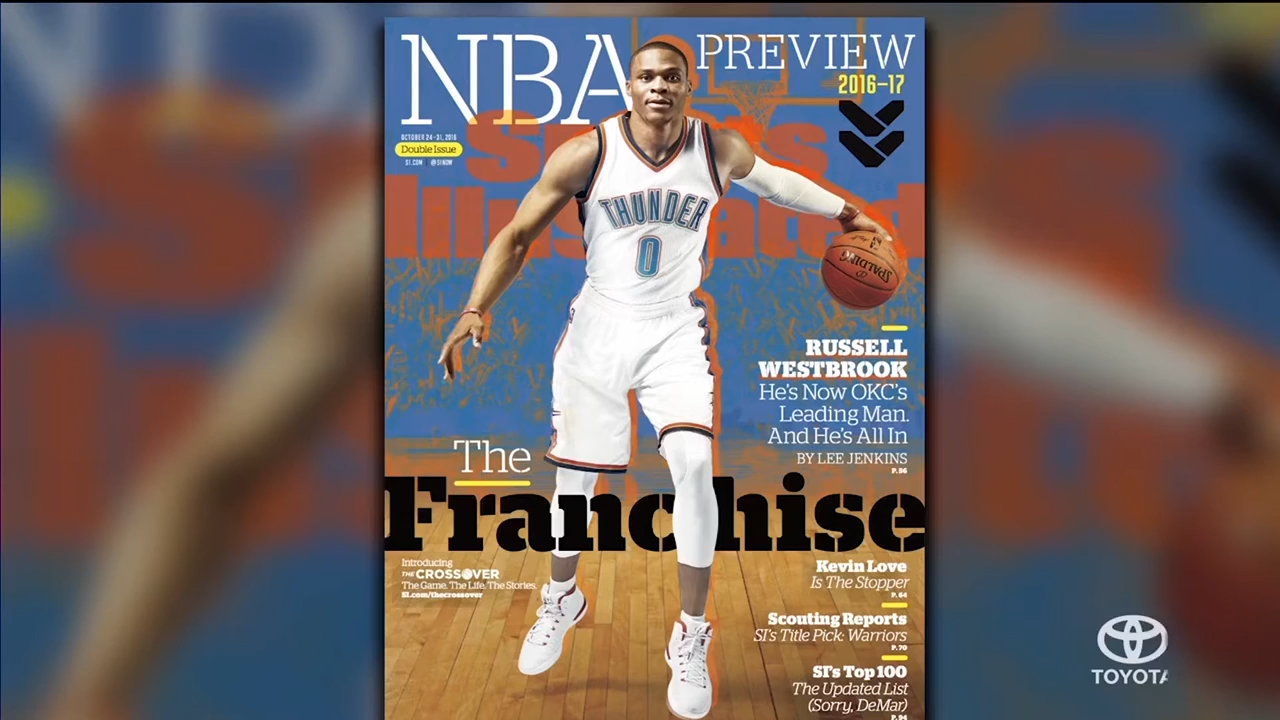 NBA PREVIEW
2016–17
OCTOBER 24–31, 2016
Double Issue
SI.COM | @SINOW
Sports
Illustrated
THUNDER
0
SPALDING
RUSSELL
WESTBROOK
He's Now OKC's
Leading Man.
And He's All In
BY LEE JENKINS
P. 56
The
Franchise
Introducing
THE CROSSOVER
The Game. The Life. The Stories.
SI.com/thecrossover
Kevin Love
Is The Stopper
P. 64
Scouting Reports
SI's Title Pick: Warriors
P. 70
SI's Top 100
The Updated List
(Sorry, DeMar)
TOYOTA